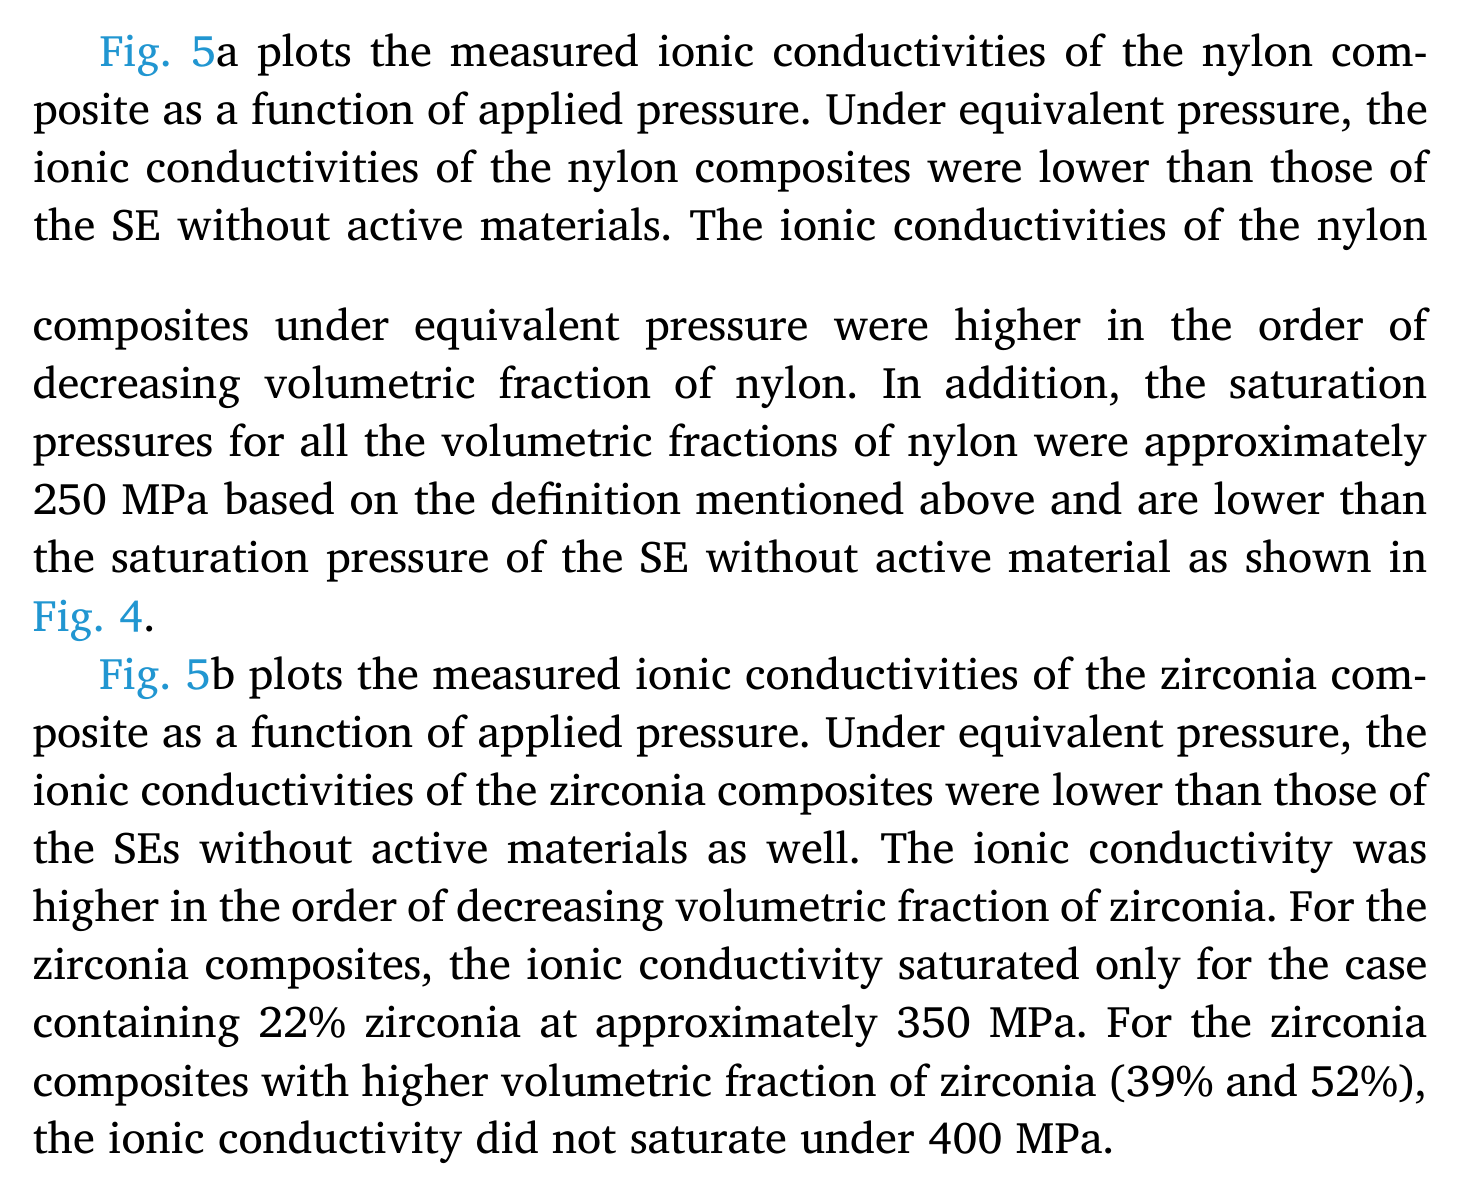 Fig. 5a plots the measured ionic conductivities of the nylon com-
posite as a function of applied pressure. Under equivalent pressure, the
ionic conductivities of the nylon composites were lower than those of
the SE without active materials. The ionic conductivities of the nylon
composites under equivalent pressure were higher in the order of
decreasing volumetric fraction of nylon. In addition, the saturation
pressures for all the volumetric fractions of nylon were approximately
250 MPa based on the definition mentioned above and are lower than
the saturation pressure of the SE without active material as shown in
Fig. 4.
Fig. 5b plots the measured ionic conductivities of the zirconia com-
posite as a function of applied pressure. Under equivalent pressure, the
ionic conductivities of the zirconia composites were lower than those of
the SEs without active materials as well. The ionic conductivity was
higher in the order of decreasing volumetric fraction of zirconia. For the
zirconia composites, the ionic conductivity saturated only for the case
containing 22% zirconia at approximately 350 MPa. For the zirconia
composites with higher volumetric fraction of zirconia (39% and 52%),
the ionic conductivity did not saturate under 400 MPa.